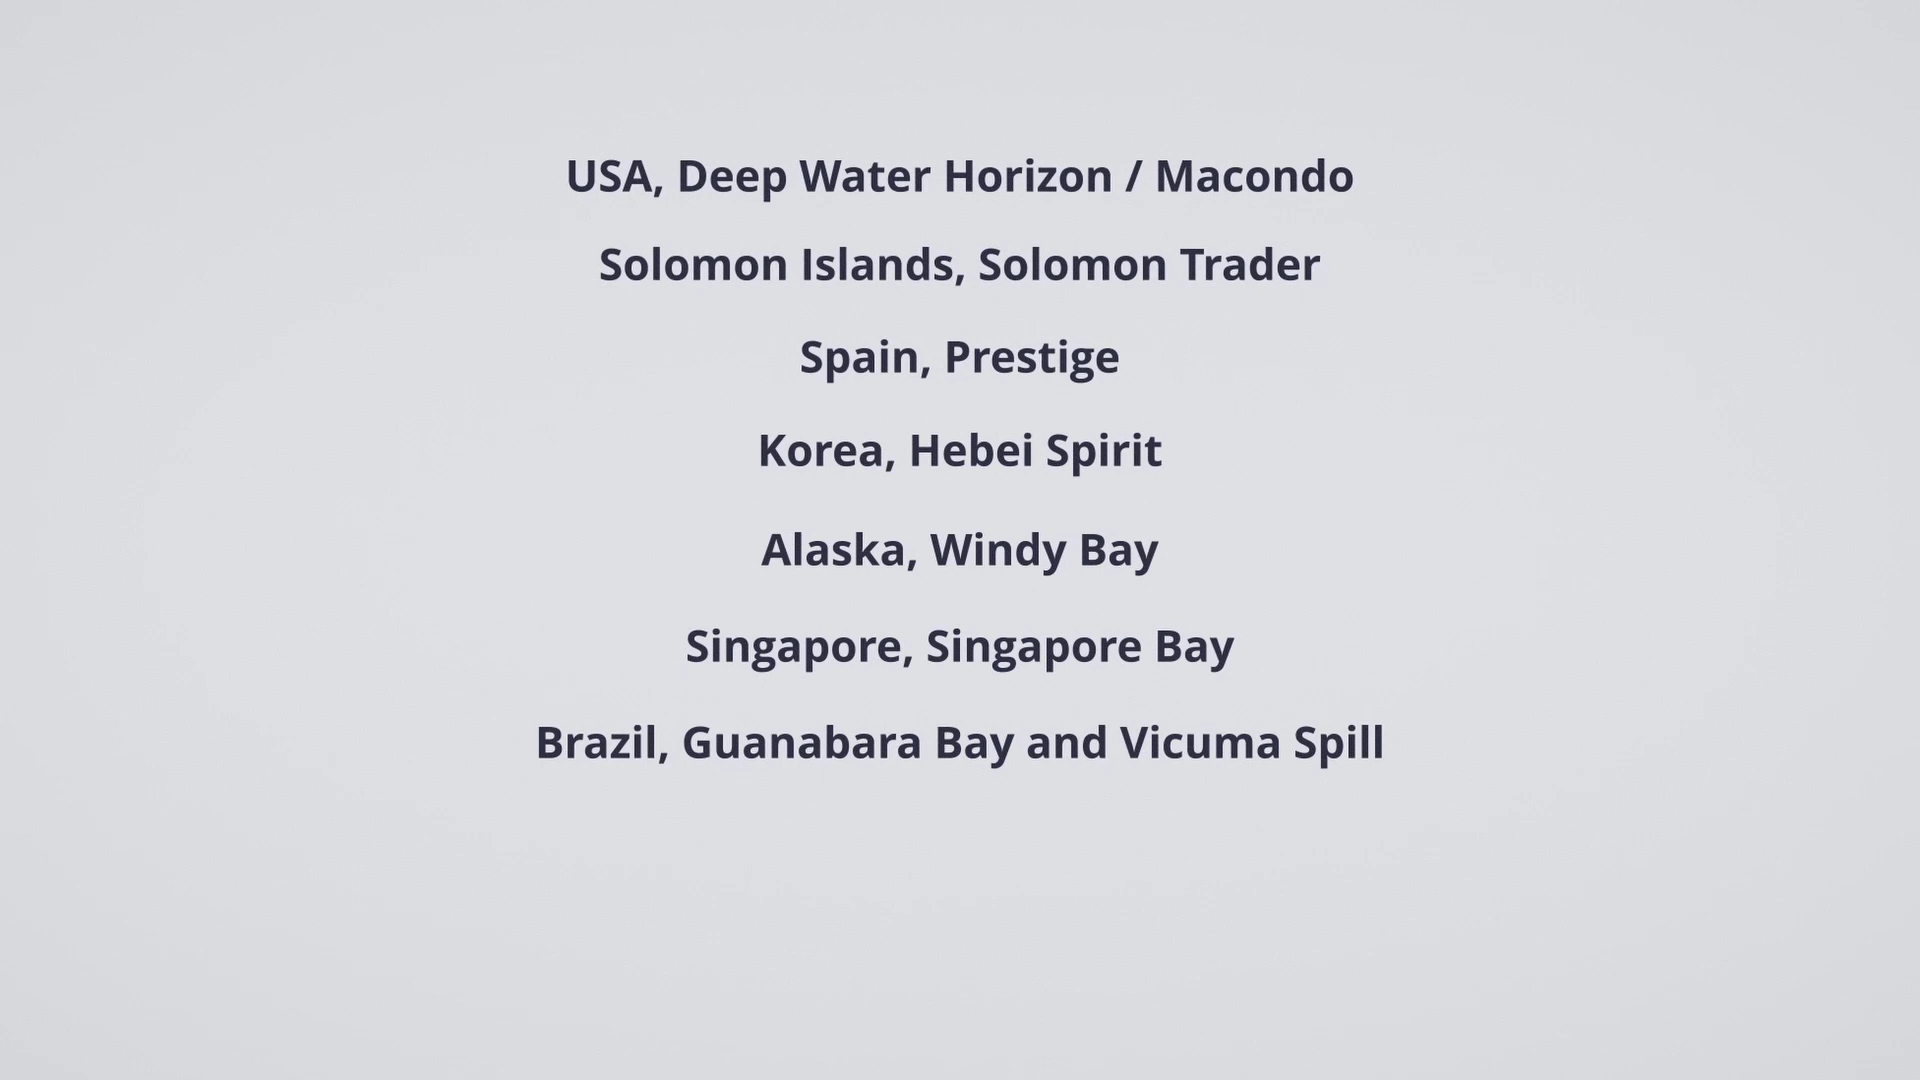 USA, Deep Water Horizon / Macondo
Solomon Islands, Solomon Trader
Spain, Prestige
Korea, Hebei Spirit
Alaska, Windy Bay
Singapore, Singapore Bay
Brazil, Guanabara Bay and Vicuma Spill